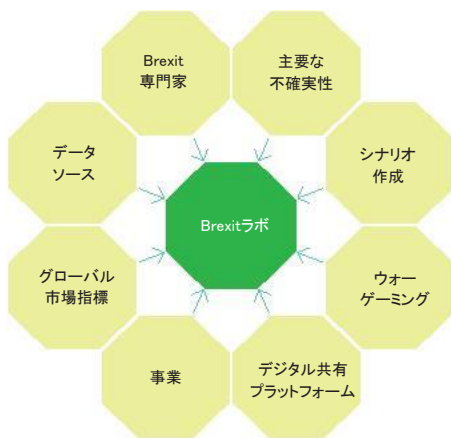 Brexit
専門家
主要な
不確実性
データ
ソース
シナリオ
作成
Brexitラボ
グローバル
市場指標
ウォー
ゲーミング
事業
デジタル共有
プラットフォーム